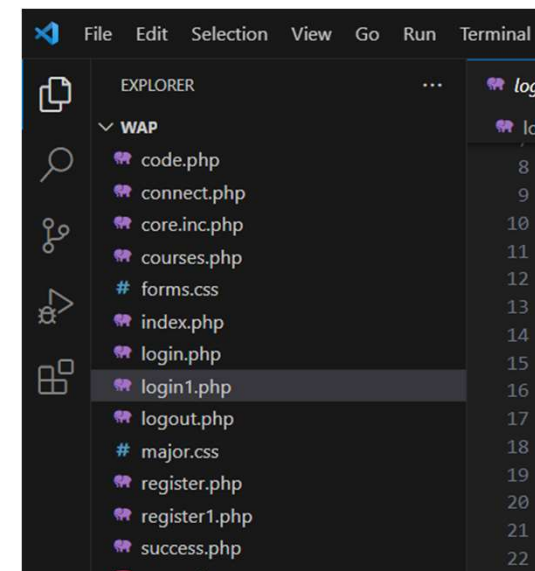 File Edit Selection View Go Run Terminal
EXPLORER ...
WAP
code.php
connect.php
core.inc.php
courses.php
# forms.css
index.php
login.php
login1.php
logout.php
# major.css
register.php
register1.php
success.php
log
lo
8
9
10
11
12
13
14
15
16
17
18
19
20
21
22